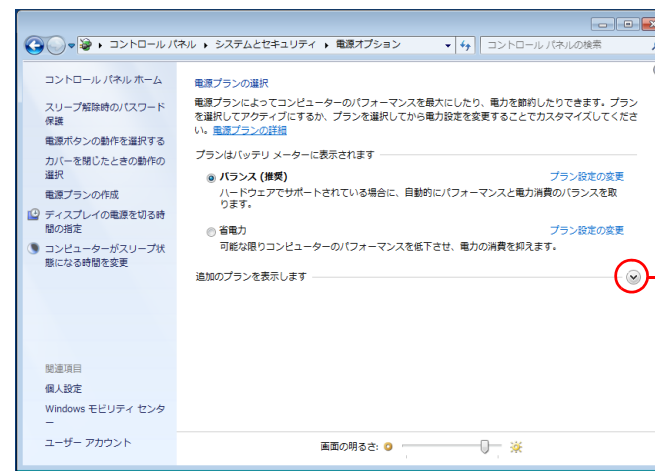 コントロール パネル ▸ システムとセキュリティ ▸ 電源オプション
コントロール パネルの検索
コントロール パネル ホーム
スリープ解除時のパスワード
保護
電源ボタンの動作を選択する
カバーを閉じたときの動作の
選択
電源プランの作成
ディスプレイの電源を切る時
間の指定
コンピューターがスリープ状
態になる時間を変更
関連項目
個人設定
Windows モビリティ センタ
ー
ユーザー アカウント
電源プランの選択
電源プランによってコンピューターのパフォーマンスを最大にしたり、電力を節約したりできます。プラン
を選択してアクティブにするか、プランを選択してから電力設定を変更することでカスタマイズしてくださ
い。電源プランの詳細
プランはバッテリ メーターに表示されます
バランス (推奨)
プラン設定の変更
ハードウェアでサポートされている場合に、自動的にパフォーマンスと電力消費のバランスを取
ります。
省電力
プラン設定の変更
可能な限りコンピューターのパフォーマンスを低下させ、電力の消費を抑えます。
追加のプランを表示します
画面の明るさ: